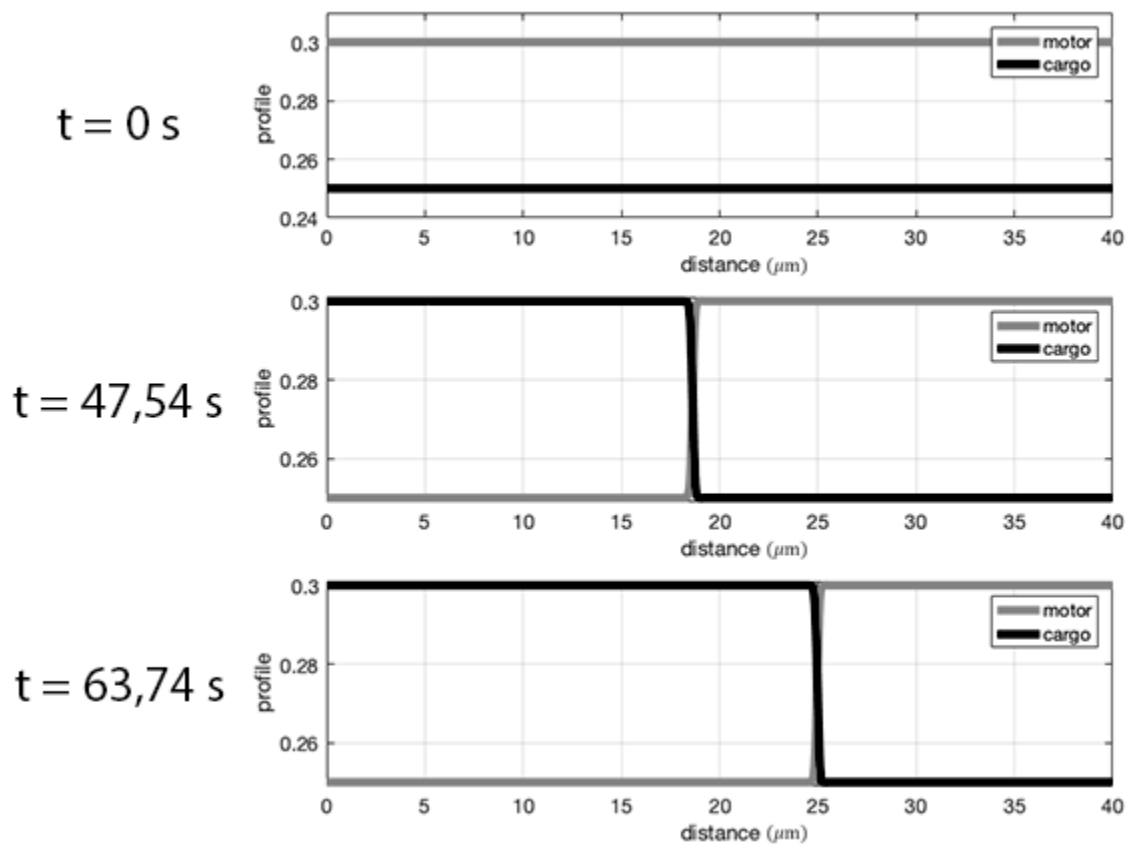 t = 0 s
profile
0.3
0.28
0.26
0.24
motor
cargo
0 5 10 15 20 25 30 35 40
distance (μm)
t = 47,54 s
profile
0.3
0.28
0.26
motor
cargo
0 5 10 15 20 25 30 35 40
distance (μm)
t = 63,74 s
profile
0.3
0.28
0.26
motor
cargo
0 5 10 15 20 25 30 35 40
distance (μm)